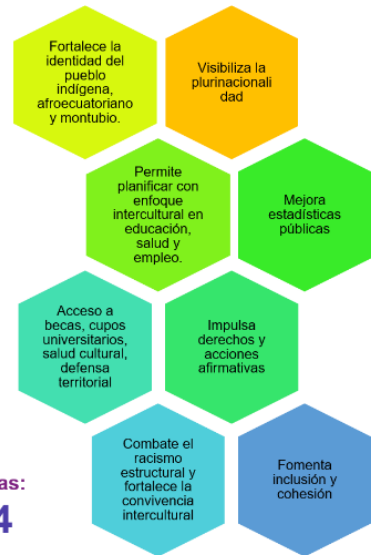 Fortalece la
identidad del
pueblo
indígena,
afroecuatoriano
y montubio.
Visibiliza la
plurinacionali
dad
Permite
planificar con
enfoque
intercultural en
educación,
salud y
empleo.
Mejora
estadísticas
públicas
Acceso a
becas, cupos
universitarios,
salud cultural,
defensa
territorial
Impulsa
derechos y
acciones
afirmativas
Combate el
racismo
estructural y
fortalece la
convivencia
intercultural
Fomenta
inclusión y
cohesión
as:
4